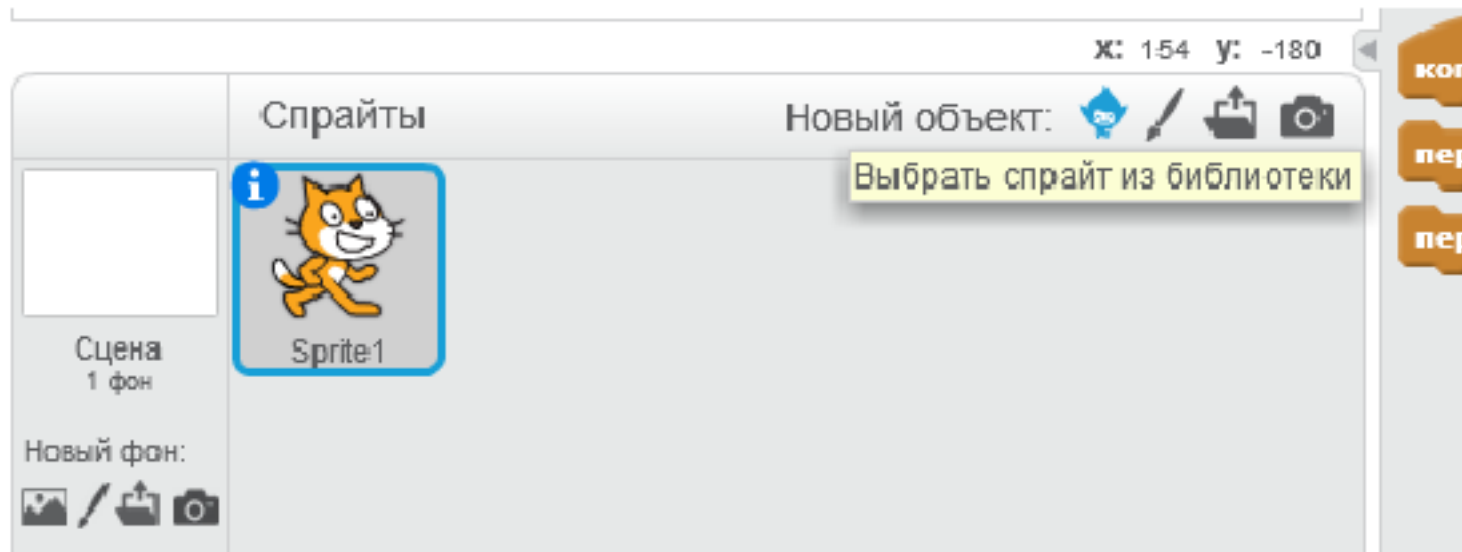 x: 154 y: -180
Спрайты
Новый объект:
Выбрать спрайт из библиотеки
i
Sprite1
Сцена
1 фон
Новый фон: